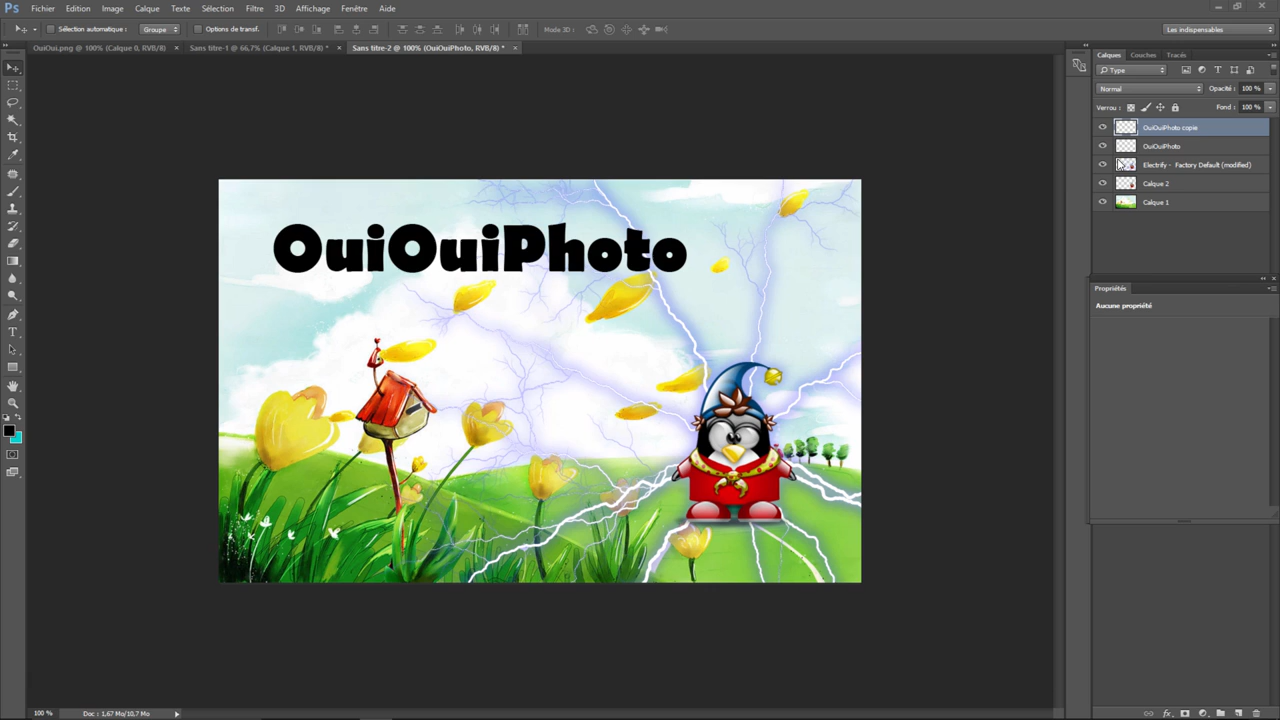 Ps Fichier Edition Image Calque Texte Sélection Filtre 3D Affichage Fenêtre Aide
Sélection automatique : Groupe Options de transf. Mode 3D : Les indispensables
OuiOui.png @ 100% (Calque 0, RVB/8) × Sans titre-1 @ 66,7% (Calque 1, RVB/8) * × Sans titre-2 @ 100% (OuiOuiPhoto, RVB/8) * ×
Calques Couches Tracés
Type
Normal Opacité : 100 %
Verrou : Fond : 100 %
OuiOuiPhoto copie
OuiOuiPhoto
Electrify - Factory Default (modified)
Calque 2
Calque 1
OuiOuiPhoto
Propriétés
Aucune propriété
100 % Doc : 1,67 Mo/10,7 Mo